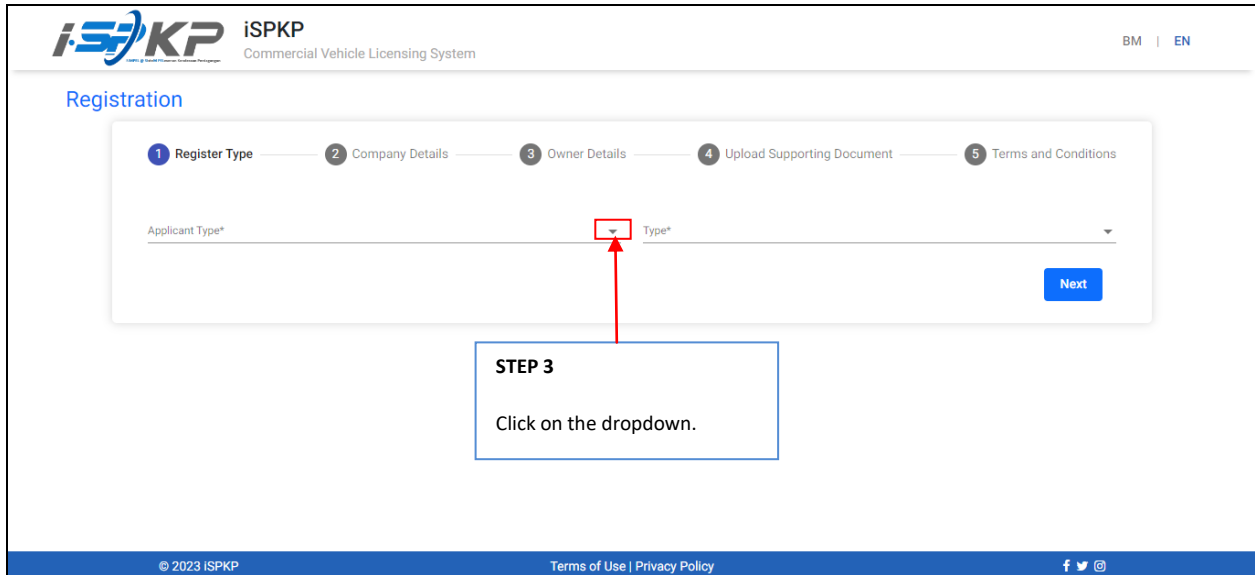 i.SPKP
iSPKP
Commercial Vehicle Licensing System
BM | EN
Registration
1 Register Type
2 Company Details
3 Owner Details
4 Upload Supporting Document
5 Terms and Conditions
Applicant Type*
Type*
Next
STEP 3
Click on the dropdown.
© 2023 iSPKP
Terms of Use | Privacy Policy